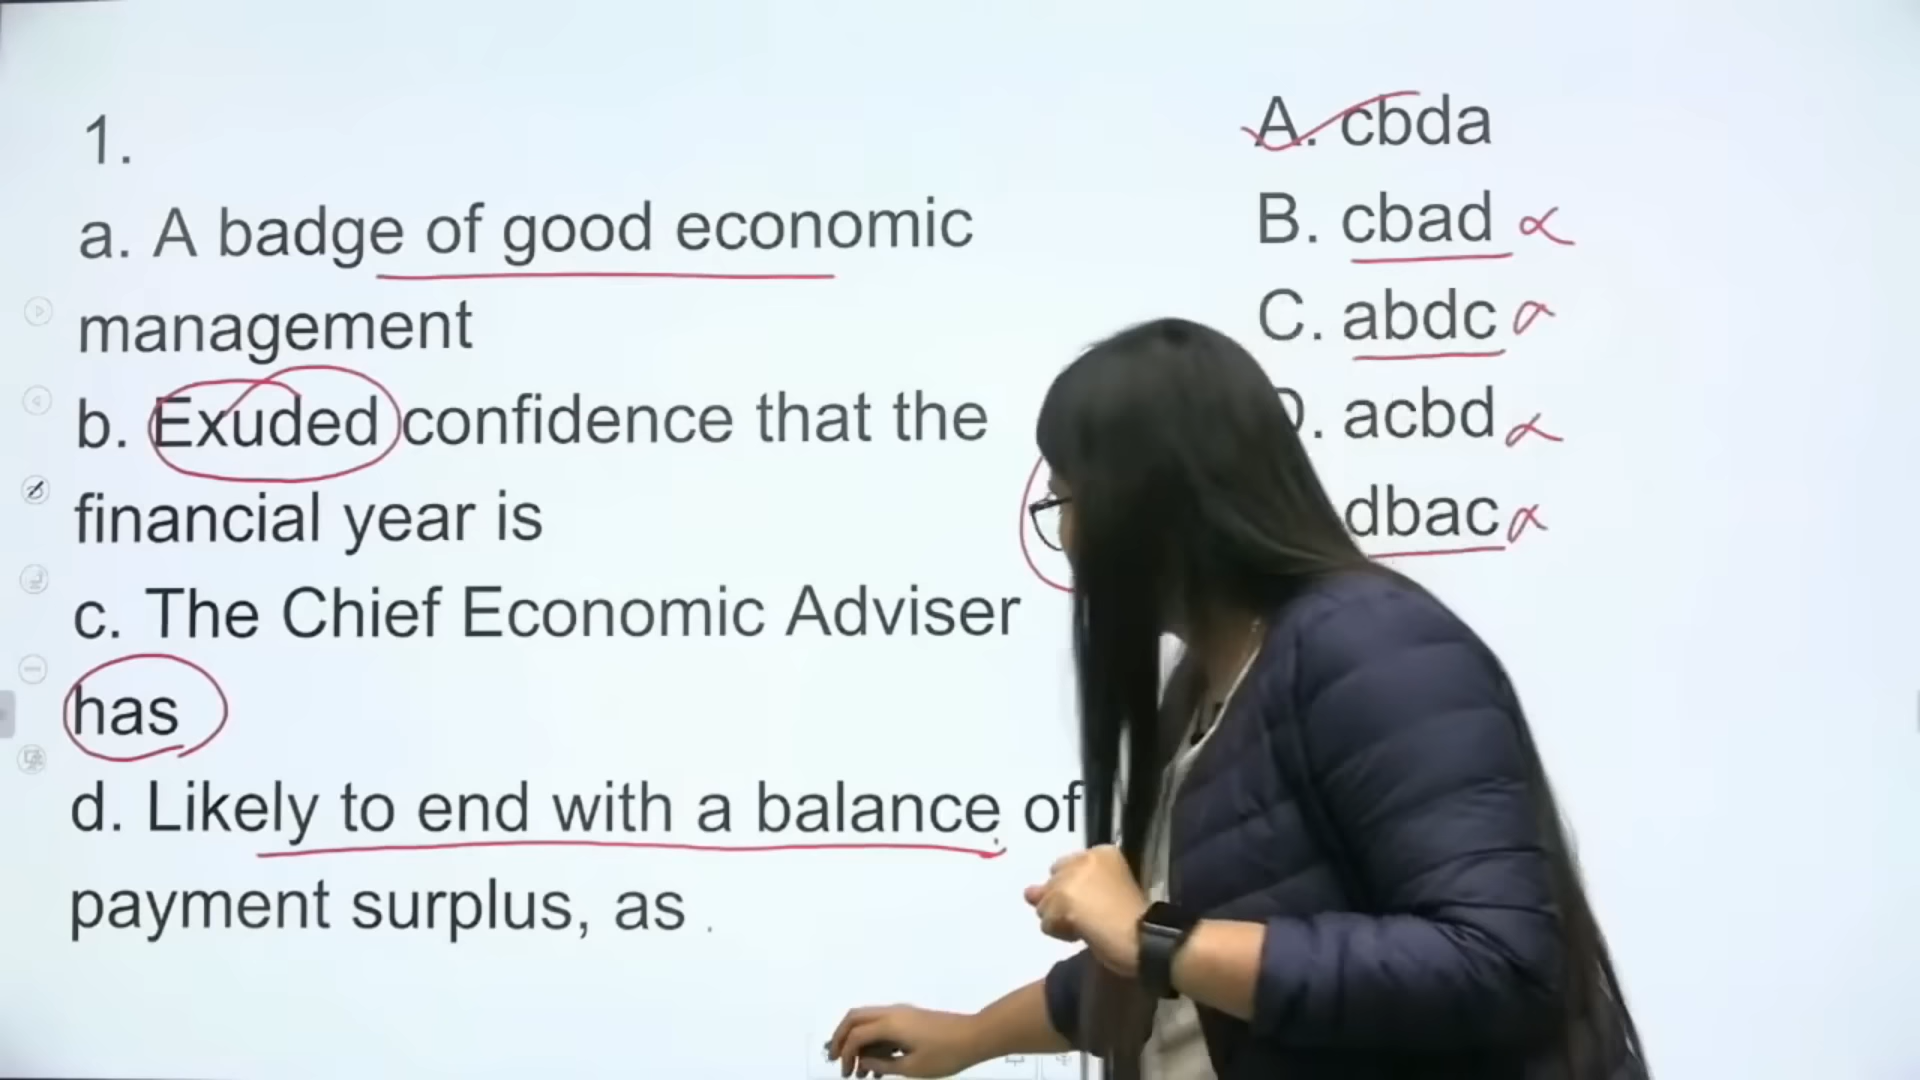 1.
a. A badge of good economic
management
b. Exuded confidence that the
financial year is
c. The Chief Economic Adviser
has
d. Likely to end with a balance of
payment surplus, as
A. cbda
B. cbad
C. abdc
D. acbd
dbac